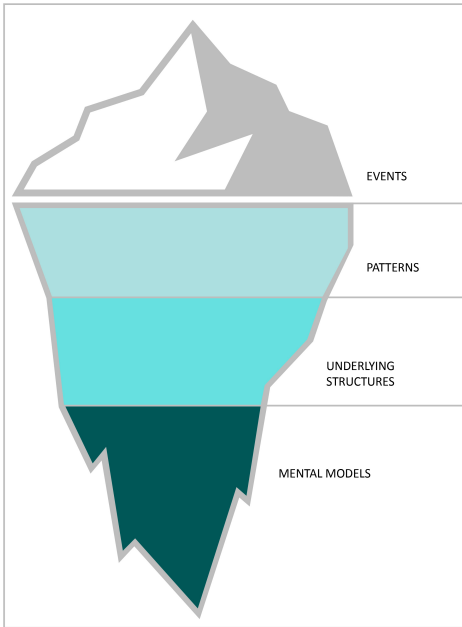 EVENTS
PATTERNS
UNDERLYING
STRUCTURES
MENTAL MODELS